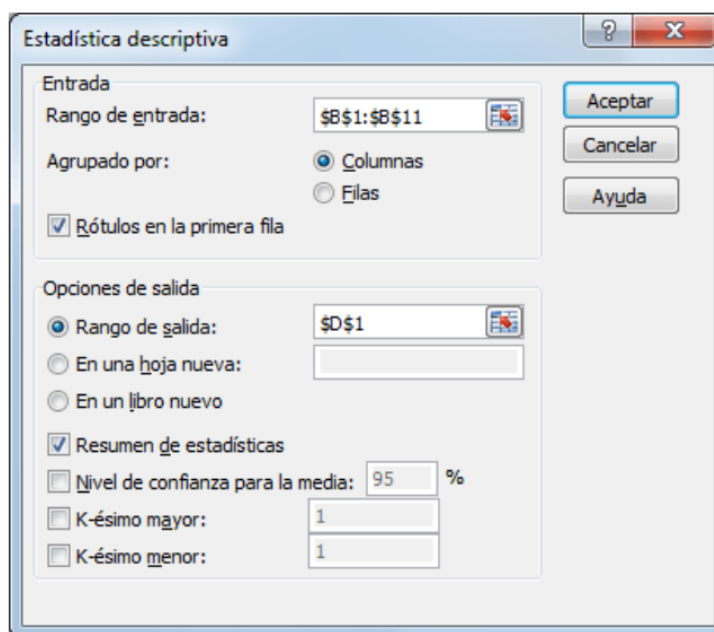 Estadística descriptiva
?
X
Entrada
Rango de entrada:
$B$1:$B$11
Agrupado por:
Columnas
Filas
Rótulos en la primera fila
Aceptar
Cancelar
Ayuda
Opciones de salida
Rango de salida:
$D$1
En una hoja nueva:
En un libro nuevo
Resumen de estadísticas
Nivel de confianza para la media:
95
%
K-ésimo mayor:
1
K-ésimo menor:
1